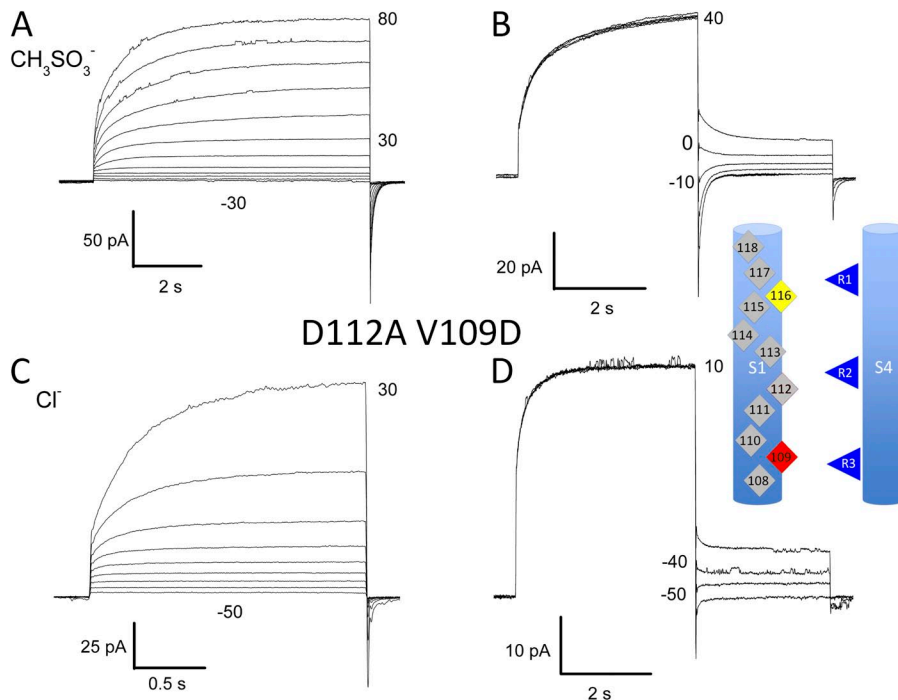 A
CH₃SO₃⁻
80
30
-30
50 pA
2 s
B
40
0
-10
20 pA
2 s
118
117
116
115
114
113
112
111
110
109
108
S1
R1
R2
R3
S4
D112A V109D
C
Cl⁻
30
-50
25 pA
0.5 s
D
10
-40
-50
10 pA
2 s